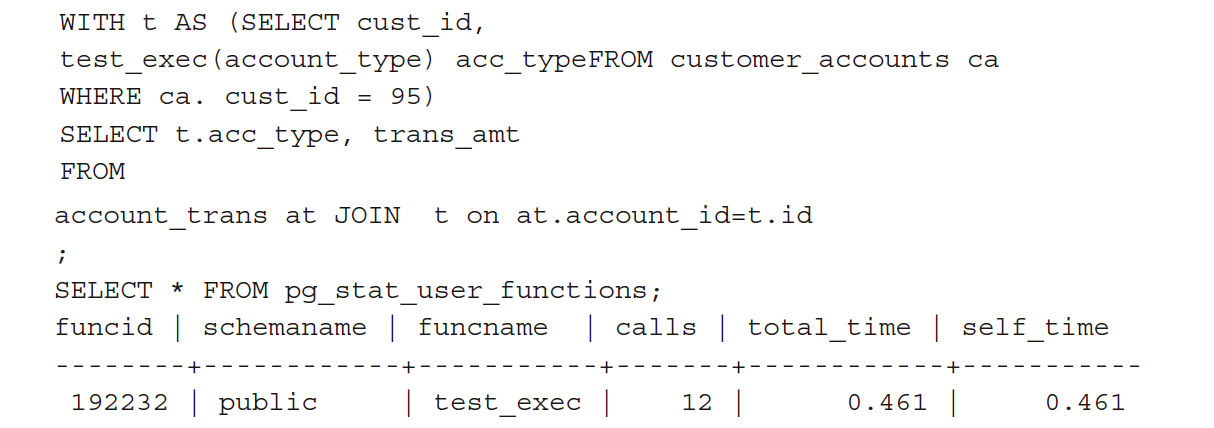 WITH t AS (SELECT cust_id,
test_exec(account_type) acc_typeFROM customer_accounts ca
WHERE ca. cust_id = 95)
SELECT t.acc_type, trans_amt
FROM
account_trans at JOIN  t on at.account_id=t.id
;
SELECT * FROM pg_stat_user_functions;
funcid | schemaname | funcname  | calls | total_time | self_time
--------+------------+-----------+-------+------------+-----------
 192232 | public     | test_exec |    12 |      0.461 |     0.461